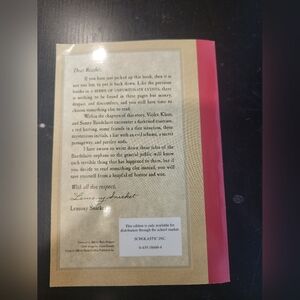 Dear Reader,
If you have just picked up this book, then it is
not too late to put it back down. Like the previous
books in A SERIES OF UNFORTUNATE EVENTS, there
is nothing to be found in these pages but misery,
despair, and discomfort, and you still have time to
choose something else to read.
Within the chapters of this story, Violet, Klaus,
and Sunny Baudelaire encounter a darkened staircase,
a red herring, some friends in a dire situation, three
mysterious initials, a liar with an evil scheme, a secret
passageway, and parsley soda.
I have sworn to write down these tales of the
Baudelaire orphans so the general public will know
each terrible thing that has happened to them, but if
you decide to read something else instead, you will
save yourself from a heapful of horror and woe.
With all due respect,
Lemony Snicket
Lemony Snicket
This edition is only available for
distribution through the school market.
SCHOLASTIC INC.